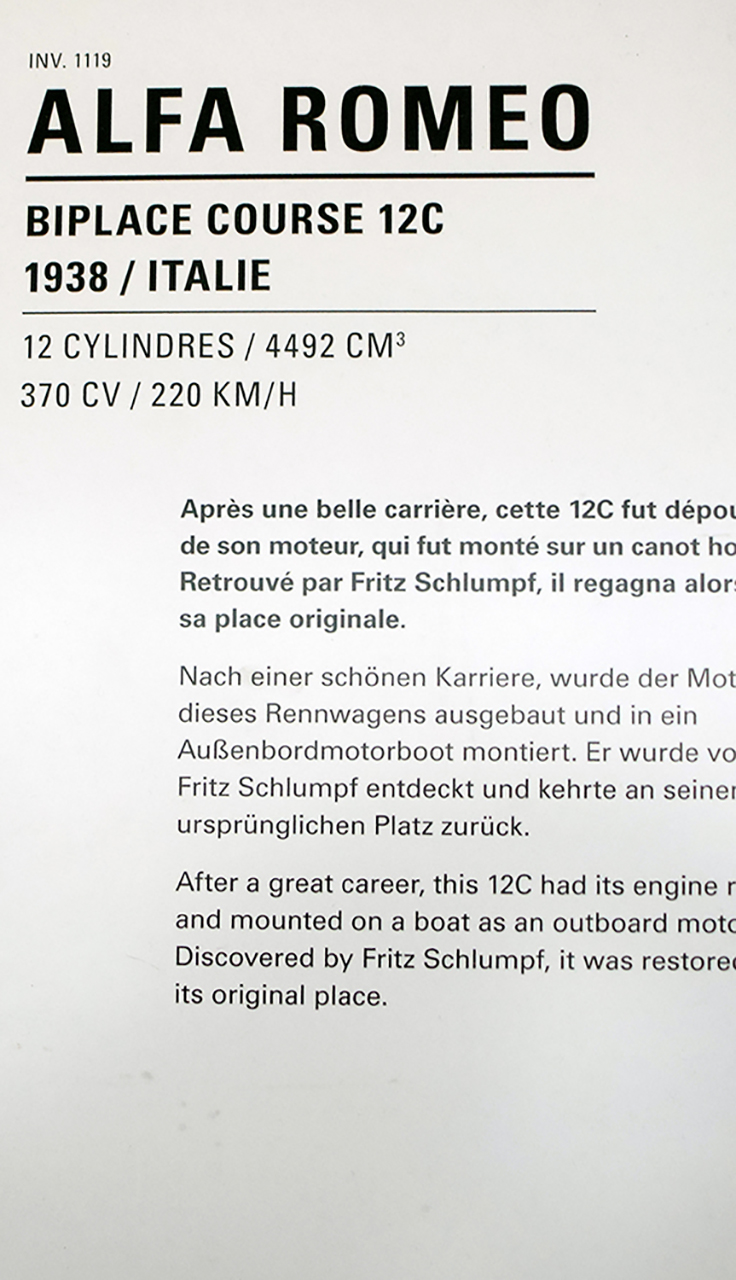 INV. 1119
ALFA ROMEO
BIPLACE COURSE 12C
1938 / ITALIE
12 CYLINDRES / 4492 CM³
370 CV / 220 KM/H
Après une belle carrière, cette 12C fut
de son moteur, qui fut monté sur un canot
Retrouvé par Fritz Schlumpf, il regagna
sa place originale.
Nach einer schönen Karriere, wurde der
dieses Rennwagens ausgebaut und in ein
Außenbordmotorboot montiert. Er wurde
Fritz Schlumpf entdeckt und kehrte an
ursprünglichen Platz zurück.
After a great career, this 12C had its engine
and mounted on a boat as an outboard
Discovered by Fritz Schlumpf, it was
its original place.